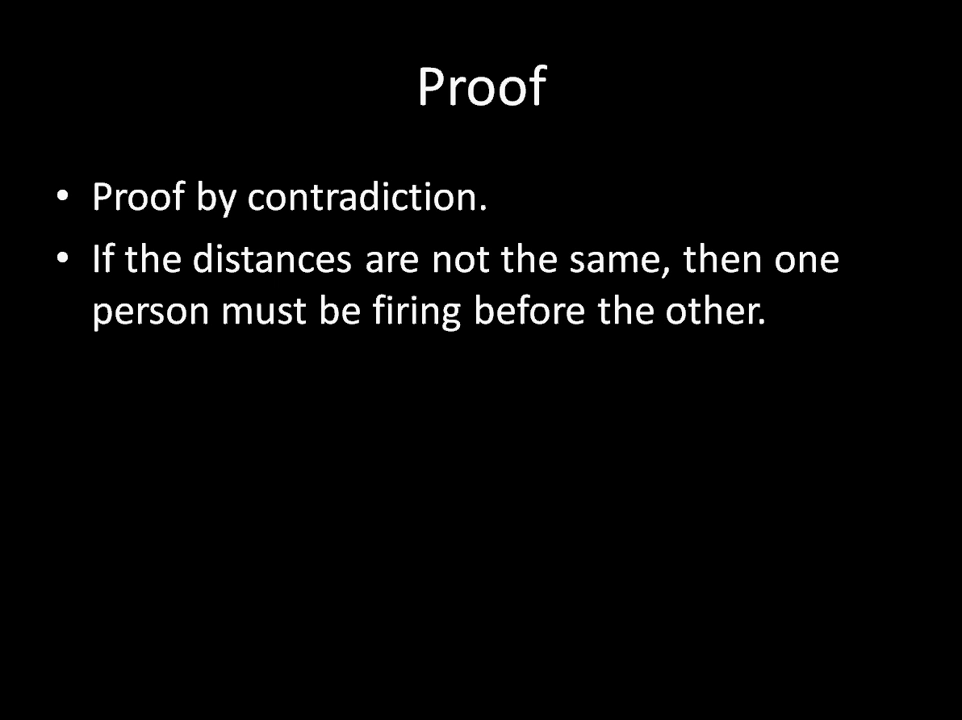 Proof
• Proof by contradiction.
• If the distances are not the same, then one
person must be firing before the other.